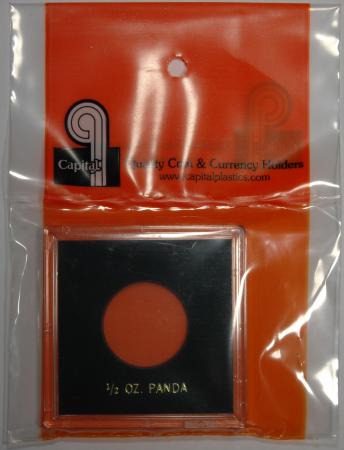 Capital
Quality Coin & Currency Holders
www.capitalplastics.com
1/2 OZ. PANDA